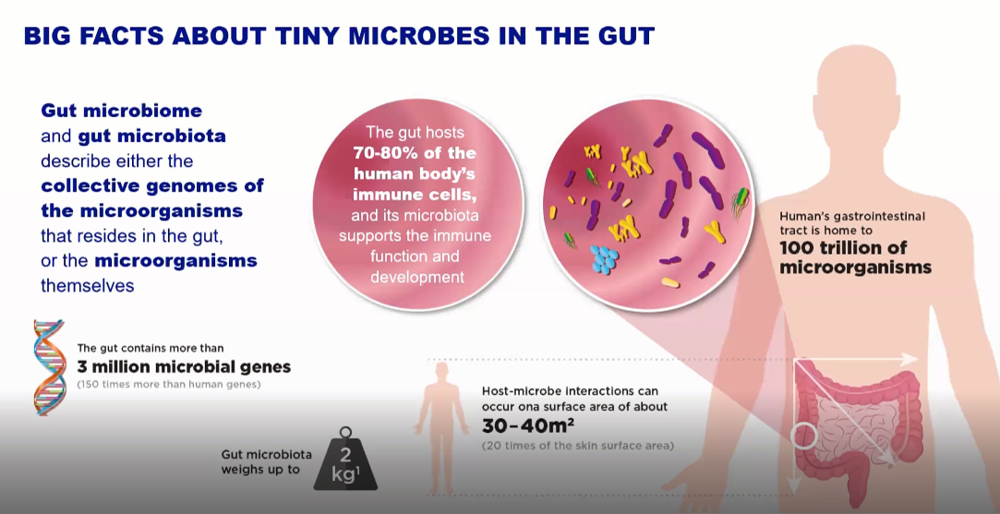 BIG FACTS ABOUT TINY MICROBES IN THE GUT
Gut microbiome
and gut microbiota
describe either the
collective genomes of
the microorganisms
that resides in the gut,
or the microorganisms
themselves
The gut hosts
70-80% of the
human body's
immune cells,
and its microbiota
supports the immune
function and
development
Human's gastrointestinal
tract is home to
100 trillion of
microorganisms
The gut contains more than
3 million microbial genes
(150 times more than human genes)
Host-microbe interactions can
occur ona surface area of about
30–40m²
(20 times of the skin surface area)
Gut microbiota
weighs up to
2
kg¹